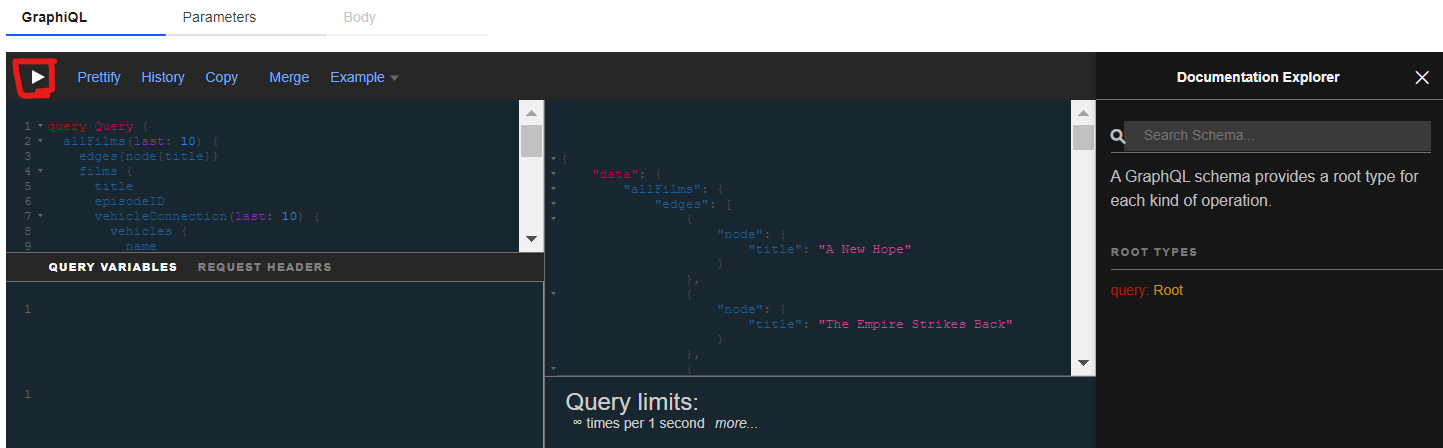 GraphiQL Parameters Body
Prettify History Copy Merge Example
1 query Query {
2 allFilms(last: 10) {
3 edges{node{title}}
4 films {
5 title
6 episodeID
7 vehicleConnection(last: 10) {
8 vehicles {
9 name
QUERY VARIABLES REQUEST HEADERS
1
1
{
"data": {
"allFilms": {
"edges": [
{
"node": {
"title": "A New Hope"
}
},
{
"node": {
"title": "The Empire Strikes Back"
}
},
{
Query limits:
∞ times per 1 second more...
Documentation Explorer
Search Schema...
A GraphQL schema provides a root type for
each kind of operation.
ROOT TYPES
query: Root